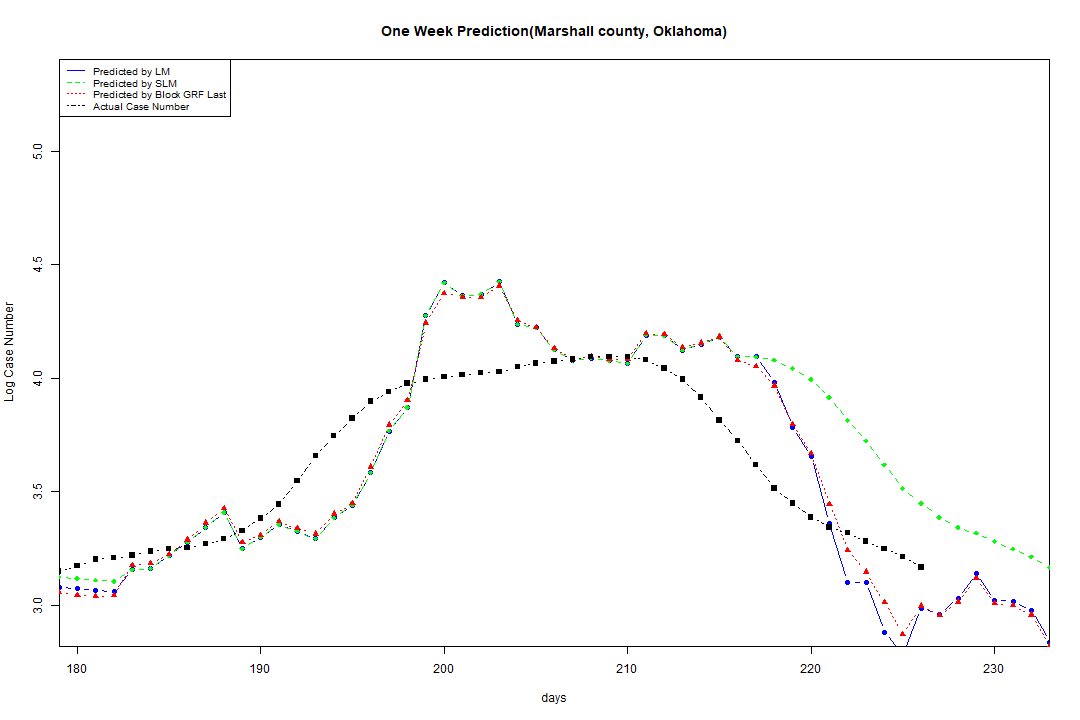 One Week Prediction(Marshall county, Oklahoma)
Predicted by LM
Predicted by SLM
Predicted by Block GRF Last
Actual Case Number
Log Case Number
5.0
4.5
4.0
3.5
3.0
180 190 200 210 220 230
days